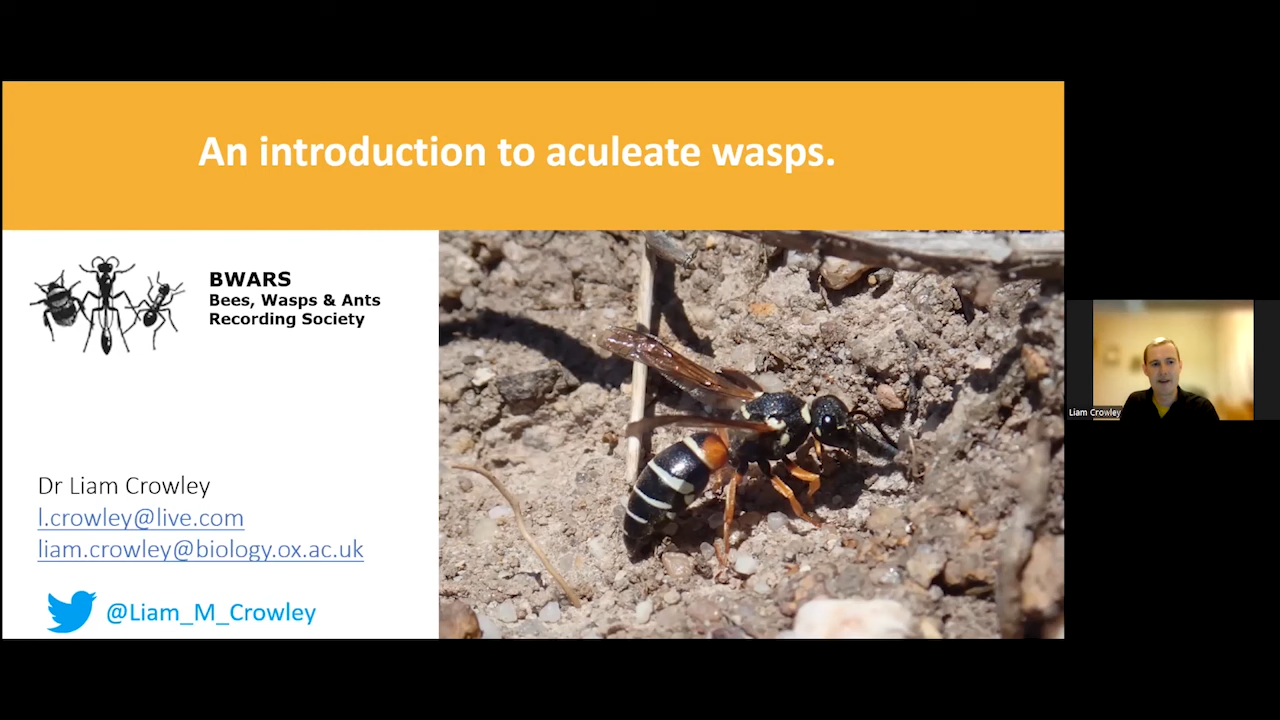 An introduction to aculeate wasps.
BWARS
Bees, Wasps & Ants
Recording Society
Dr Liam Crowley
l.crowley@live.com
liam.crowley@biology.ox.ac.uk
@Liam_M_Crowley
Liam Crowley